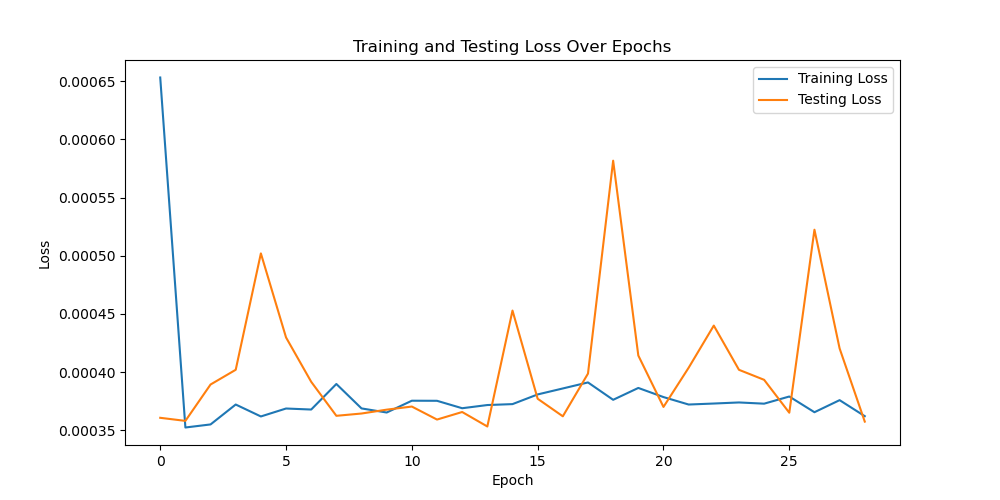 Training and Testing Loss Over Epochs
Training Loss
Testing Loss
0.00065
0.00060
0.00055
0.00050
0.00045
0.00040
0.00035
Loss
0 5 10 15 20 25
Epoch